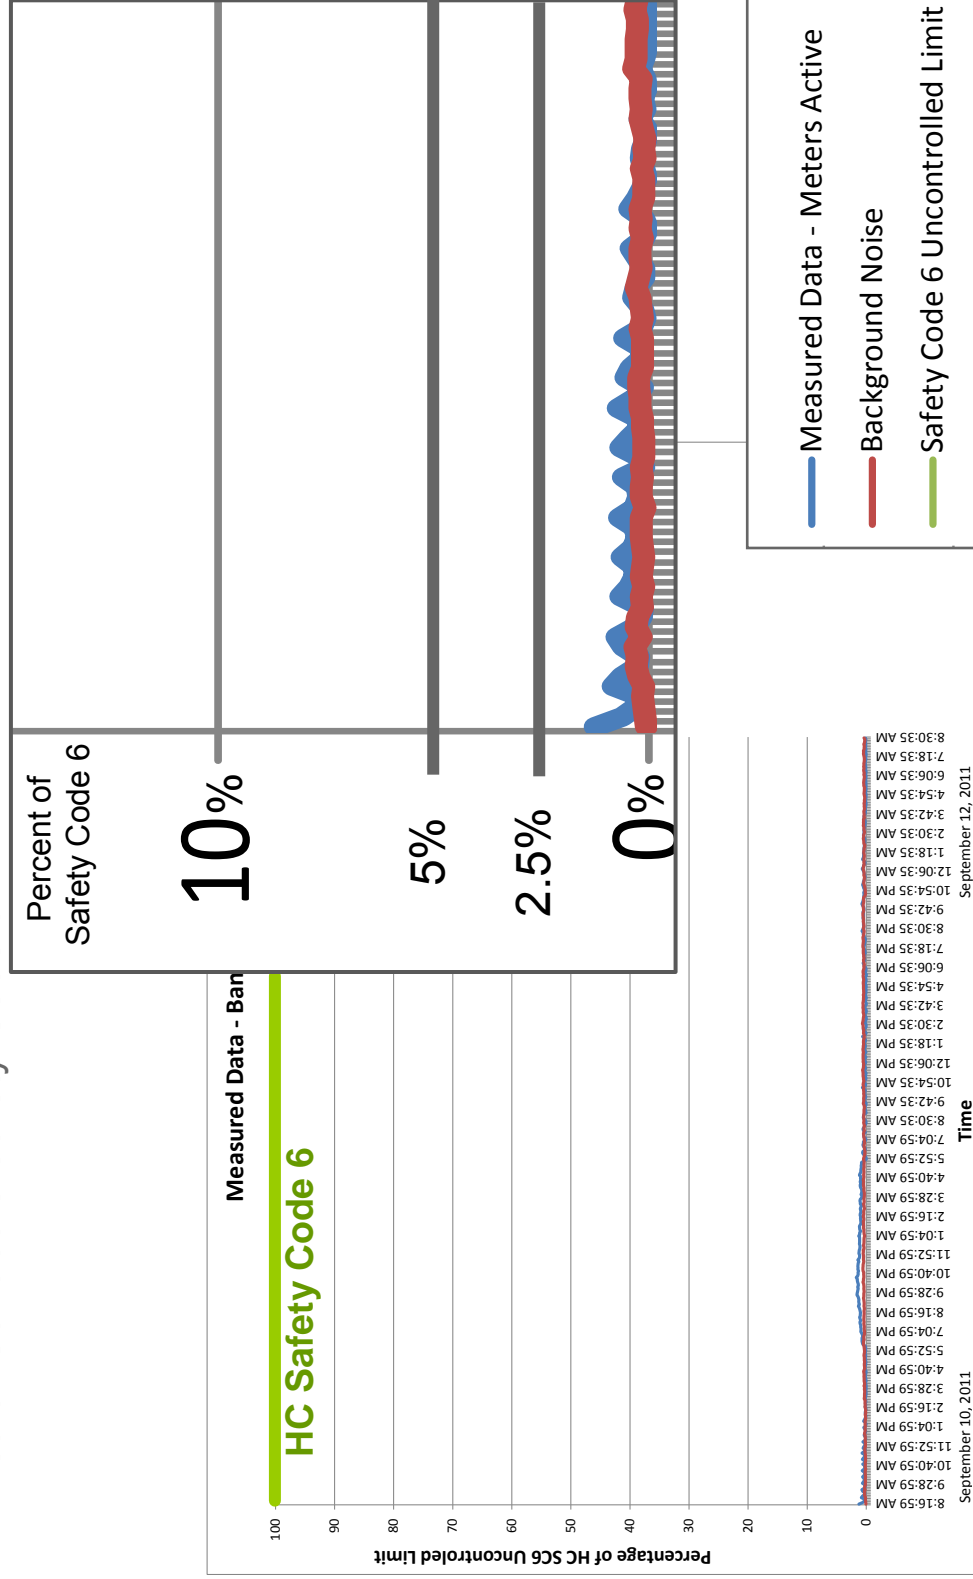 Measured Data - Ban
HC Safety Code 6
Percentage of HC SC6 Uncontroled Limit
100
90
80
70
60
50
40
30
20
10
0
8:16:59 AM
9:28:59 AM
10:40:59 AM
11:52:59 AM
1:04:59 PM
2:16:59 PM
3:28:59 PM
4:40:59 PM
5:52:59 PM
7:04:59 PM
8:16:59 PM
9:28:59 PM
10:40:59 PM
11:52:59 PM
1:04:59 AM
2:16:59 AM
3:28:59 AM
4:40:59 AM
5:52:59 AM
7:04:59 AM
8:30:35 AM
9:42:35 AM
10:54:35 AM
12:06:35 PM
1:18:35 PM
2:30:35 PM
3:42:35 PM
4:54:35 PM
6:06:35 PM
7:18:35 PM
8:30:35 PM
9:42:35 PM
10:54:35 PM
12:06:35 AM
1:18:35 AM
2:30:35 AM
3:42:35 AM
4:54:35 AM
6:06:35 AM
7:18:35 AM
8:30:35 AM
September 10, 2011
Time
September 12, 2011
Percent of
Safety Code 6
10%
5%
2.5%
0%
Measured Data - Meters Active
Background Noise
Safety Code 6 Uncontrolled Limit